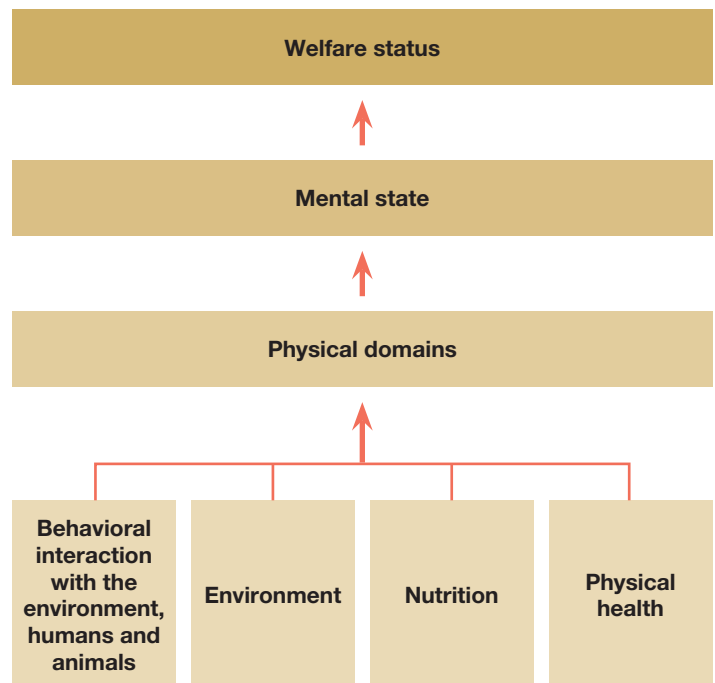 Welfare status
Mental state
Physical domains
Behavioral
interaction
with the
environment,
humans and
animals
Environment
Nutrition
Physical
health